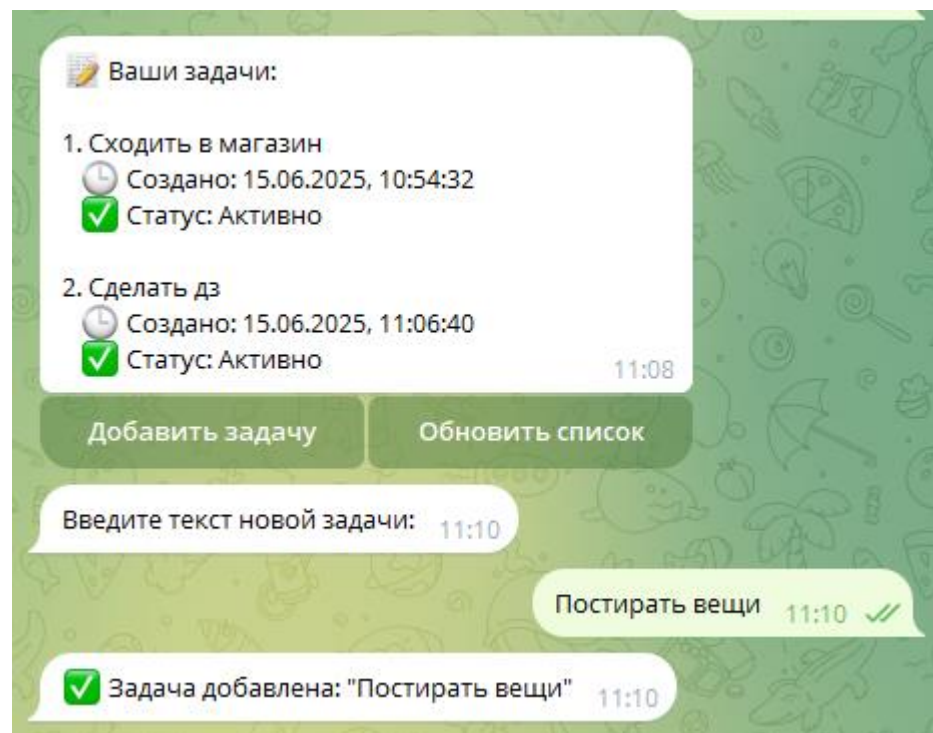 📝 Ваши задачи:
1. Сходить в магазин
🕒 Создано: 15.06.2025, 10:54:32
✅ Статус: Активно
2. Сделать дз
🕒 Создано: 15.06.2025, 11:06:40
✅ Статус: Активно
11:08
Добавить задачу
Обновить список
Введите текст новой задачи: 11:10
Постирать вещи 11:10
✅ Задача добавлена: "Постирать вещи" 11:10